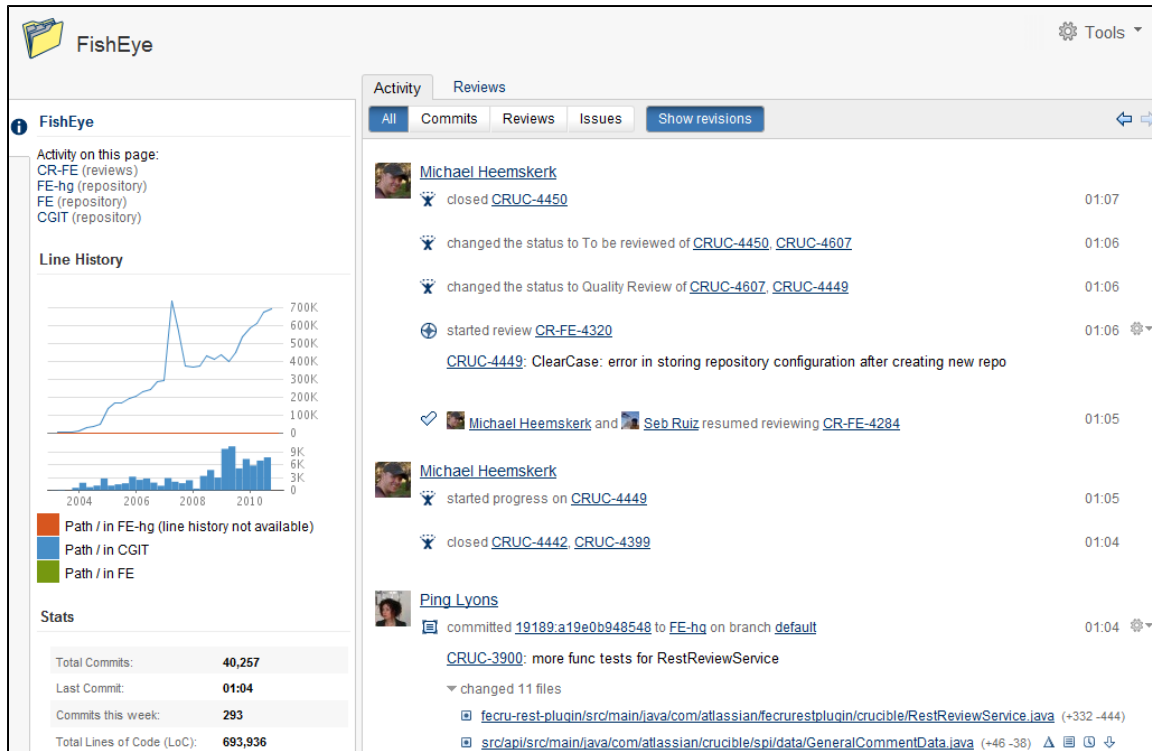 FishEye
Tools
Activity
Reviews
All
Commits
Reviews
Issues
Show revisions
FishEye
Activity on this page:
CR-FE (reviews)
FE-hg (repository)
FE (repository)
CGIT (repository)
Line History
700K
600K
500K
400K
300K
200K
100K
0
9K
6K
3K
0
2004 2006 2008 2010
Path / in FE-hg (line history not available)
Path / in CGIT
Path / in FE
Stats
Total Commits: 40,257
Last Commit: 01:04
Commits this week: 293
Total Lines of Code (LoC): 693,936
Michael Heemskerk
closed CRUC-4450 01:07
changed the status to To be reviewed of CRUC-4450, CRUC-4607 01:06
changed the status to Quality Review of CRUC-4607, CRUC-4449 01:06
started review CR-FE-4320 01:06
CRUC-4449: ClearCase: error in storing repository configuration after creating new repo
Michael Heemskerk and Seb Ruiz resumed reviewing CR-FE-4284 01:05
Michael Heemskerk
started progress on CRUC-4449 01:05
closed CRUC-4442, CRUC-4399 01:04
Ping Lyons
committed 19189:a19e0b948548 to FE-hg on branch default 01:04
CRUC-3900: more func tests for RestReviewService
changed 11 files
fecru-rest-plugin/src/main/java/com/atlassian/fecrurestplugin/crucible/RestReviewService.java (+332 -444)
src/api/src/main/java/com/atlassian/crucible/spi/data/GeneralCommentData.java (+46 -38)